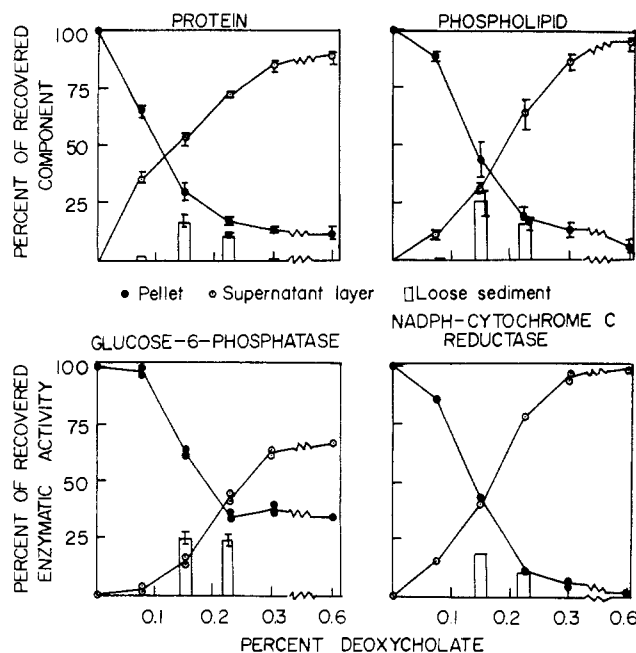 PROTEIN
PHOSPHOLIPID
PERCENT OF RECOVERED
COMPONENT
100
75
50
25
● Pellet ○ Supernatant layer ▯ Loose sediment
GLUCOSE-6-PHOSPHATASE
NADPH-CYTOCHROME C
REDUCTASE
PERCENT OF RECOVERED
ENZYMATIC ACTIVITY
100
75
50
25
0
0.1 0.2 0.3 0.6
0.1 0.2 0.3 0.6
PERCENT DEOXYCHOLATE